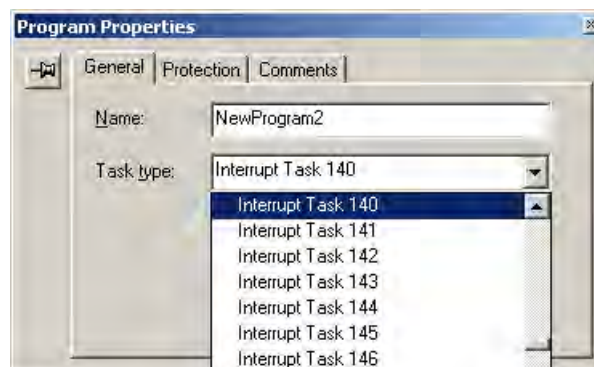 Program Properties
General Protection Comments
Name: NewProgram2
Task type: Interrupt Task 140
Interrupt Task 140
Interrupt Task 141
Interrupt Task 142
Interrupt Task 143
Interrupt Task 144
Interrupt Task 145
Interrupt Task 146